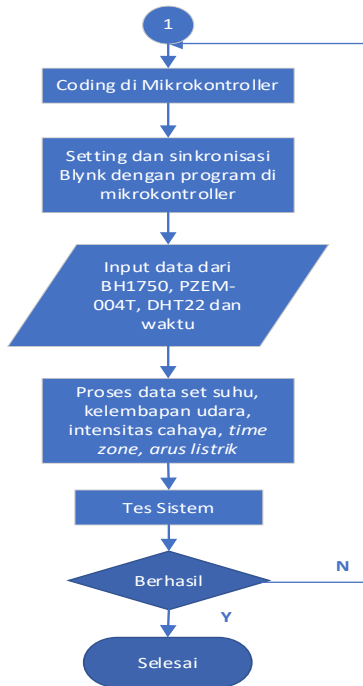 1
Coding di Mikrokontroller
Setting dan sinkronisasi
Blynk dengan program di
mikrokontroller
Input data dari
BH1750, PZEM-
004T, DHT22 dan
waktu
Proses data set suhu,
kelembapan udara,
intensitas cahaya, time
zone, arus listrik
Tes Sistem
Berhasil
N
Y
Selesai